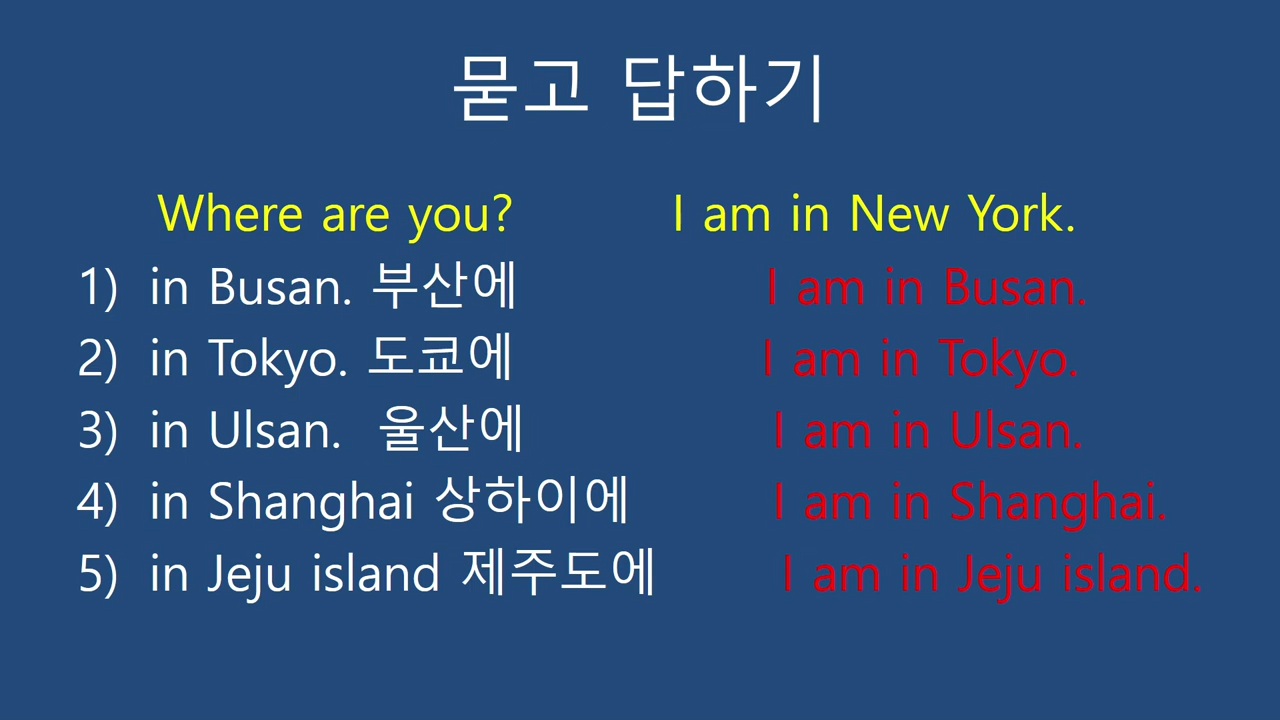 묻고 답하기
Where are you? I am in New York.
1) in Busan. 부산에 I am in Busan.
2) in Tokyo. 도쿄에 I am in Tokyo.
3) in Ulsan. 울산에 I am in Ulsan.
4) in Shanghai 상하이에 I am in Shanghai.
5) in Jeju island 제주도에 I am in Jeju island.